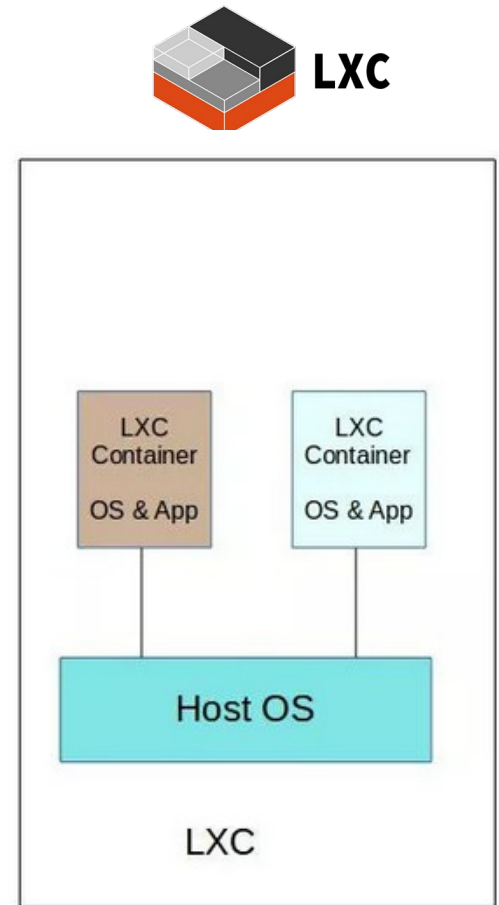 LXC
LXC
Container
OS & App
LXC
Container
OS & App
Host OS
LXC